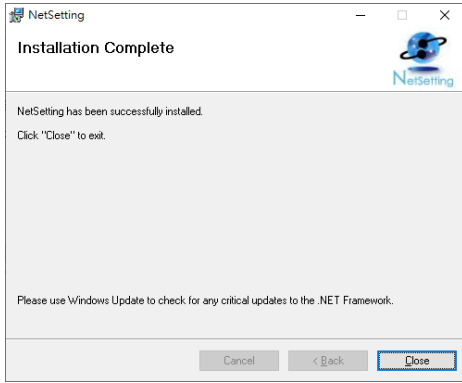 NetSetting
Installation Complete
NetSetting
NetSetting has been successfully installed.
Click "Close" to exit.
Please use Windows Update to check for any critical updates to the .NET Framework.
Cancel
< Back
Close